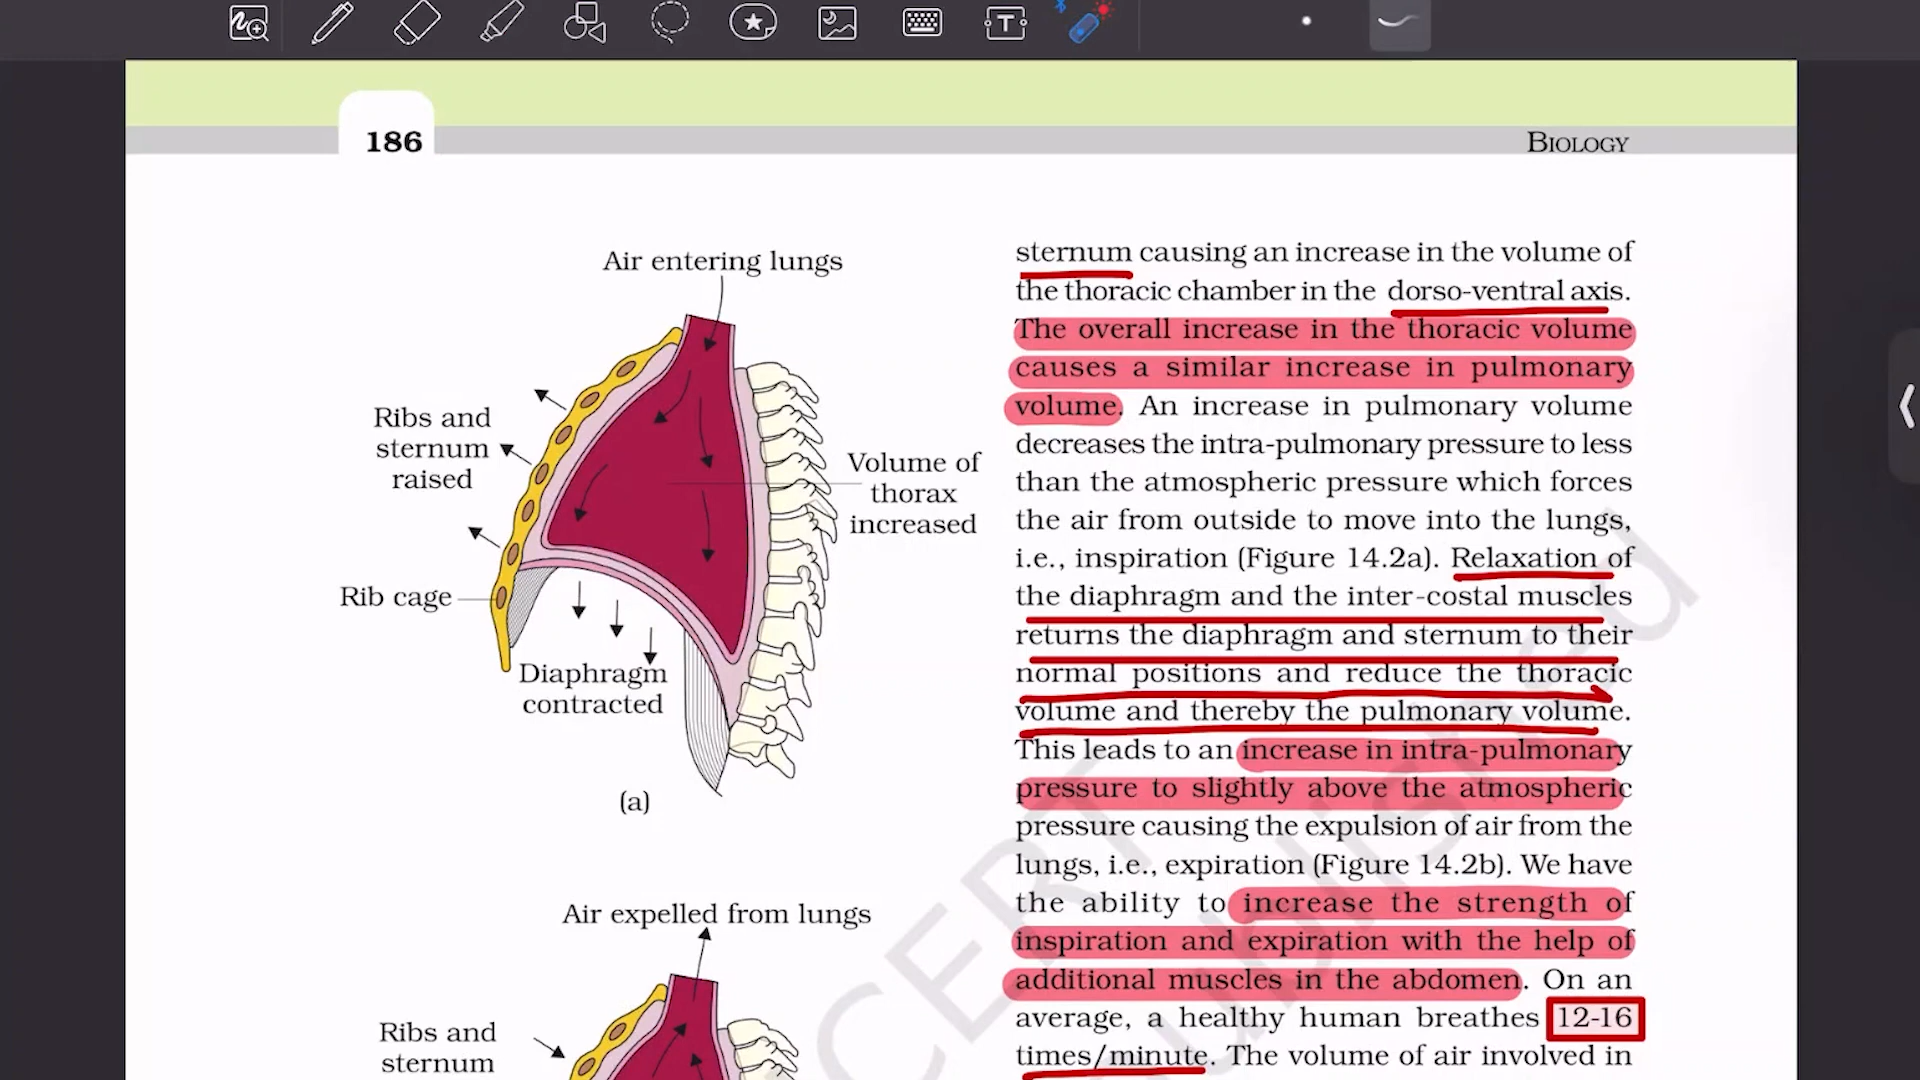 186
BIOLOGY
Air entering lungs
Ribs and
sternum
raised
Volume of
thorax
increased
Rib cage
Diaphragm
contracted
(a)
Air expelled from lungs
Ribs and
sternum
sternum causing an increase in the volume of
the thoracic chamber in the dorso-ventral axis.
The overall increase in the thoracic volume
causes a similar increase in pulmonary
volume. An increase in pulmonary volume
decreases the intra-pulmonary pressure to less
than the atmospheric pressure which forces
the air from outside to move into the lungs,
i.e., inspiration (Figure 14.2a). Relaxation of
the diaphragm and the inter-costal muscles
returns the diaphragm and sternum to their
normal positions and reduce the thoracic
volume and thereby the pulmonary volume.
This leads to an increase in intra-pulmonary
pressure to slightly above the atmospheric
pressure causing the expulsion of air from the
lungs, i.e., expiration (Figure 14.2b). We have
the ability to increase the strength of
inspiration and expiration with the help of
additional muscles in the abdomen. On an
average, a healthy human breathes 12-16
times/minute. The volume of air involved in